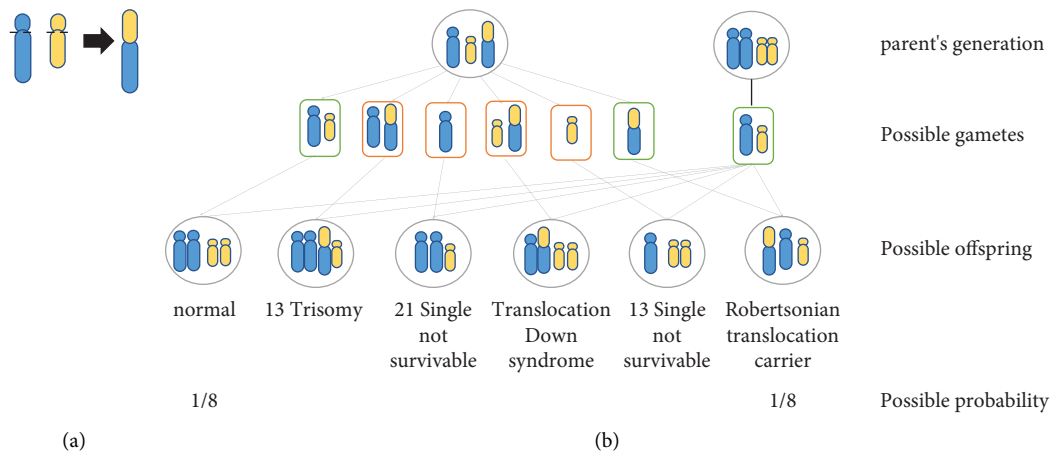 parent's generation
Possible gametes
Possible offspring
normal
13 Trisomy
21 Single
not
survivable
Translocation
Down
syndrome
13 Single
not
survivable
Robertsonian
translocation
carrier
1/8
1/8
Possible probability
(a)
(b)